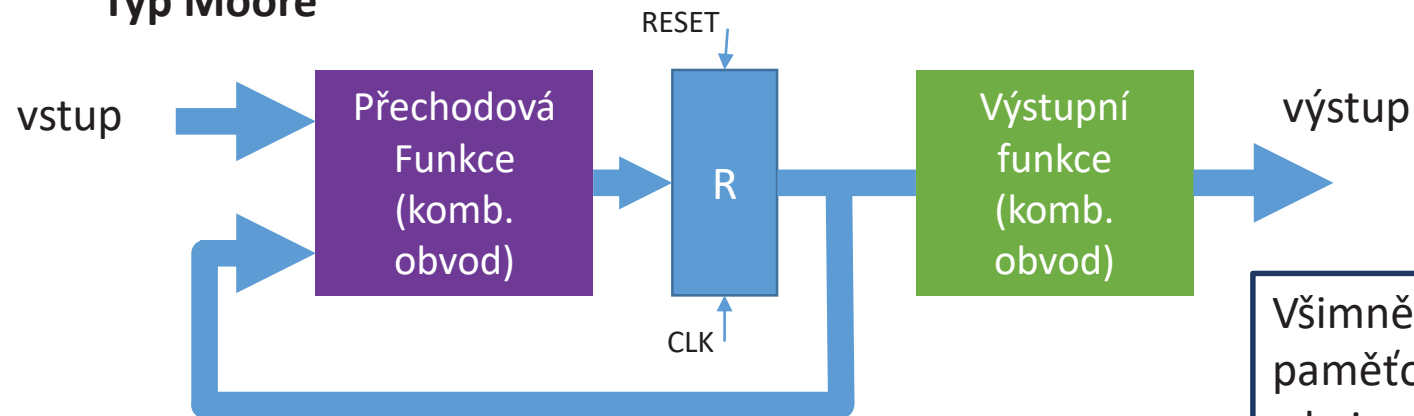 Typ Moore
RESET
vstup
Přechodová
Funkce
(komb.
obvod)
R
Výstupní
funkce
(komb.
obvod)
výstup
CLK